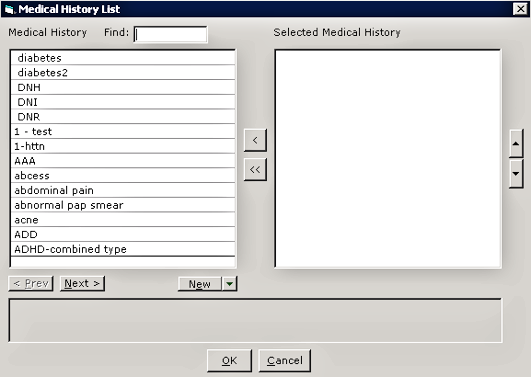 Medical History List
Medical History Find: Selected Medical History
diabetes
diabetes2
DNH
DNI
DNR
1 - test
1-httn
AAA
abcess
abdominal pain
abnormal pap smear
acne
ADD
ADHD-combined type
<
<<
< Prev Next > New
OK Cancel